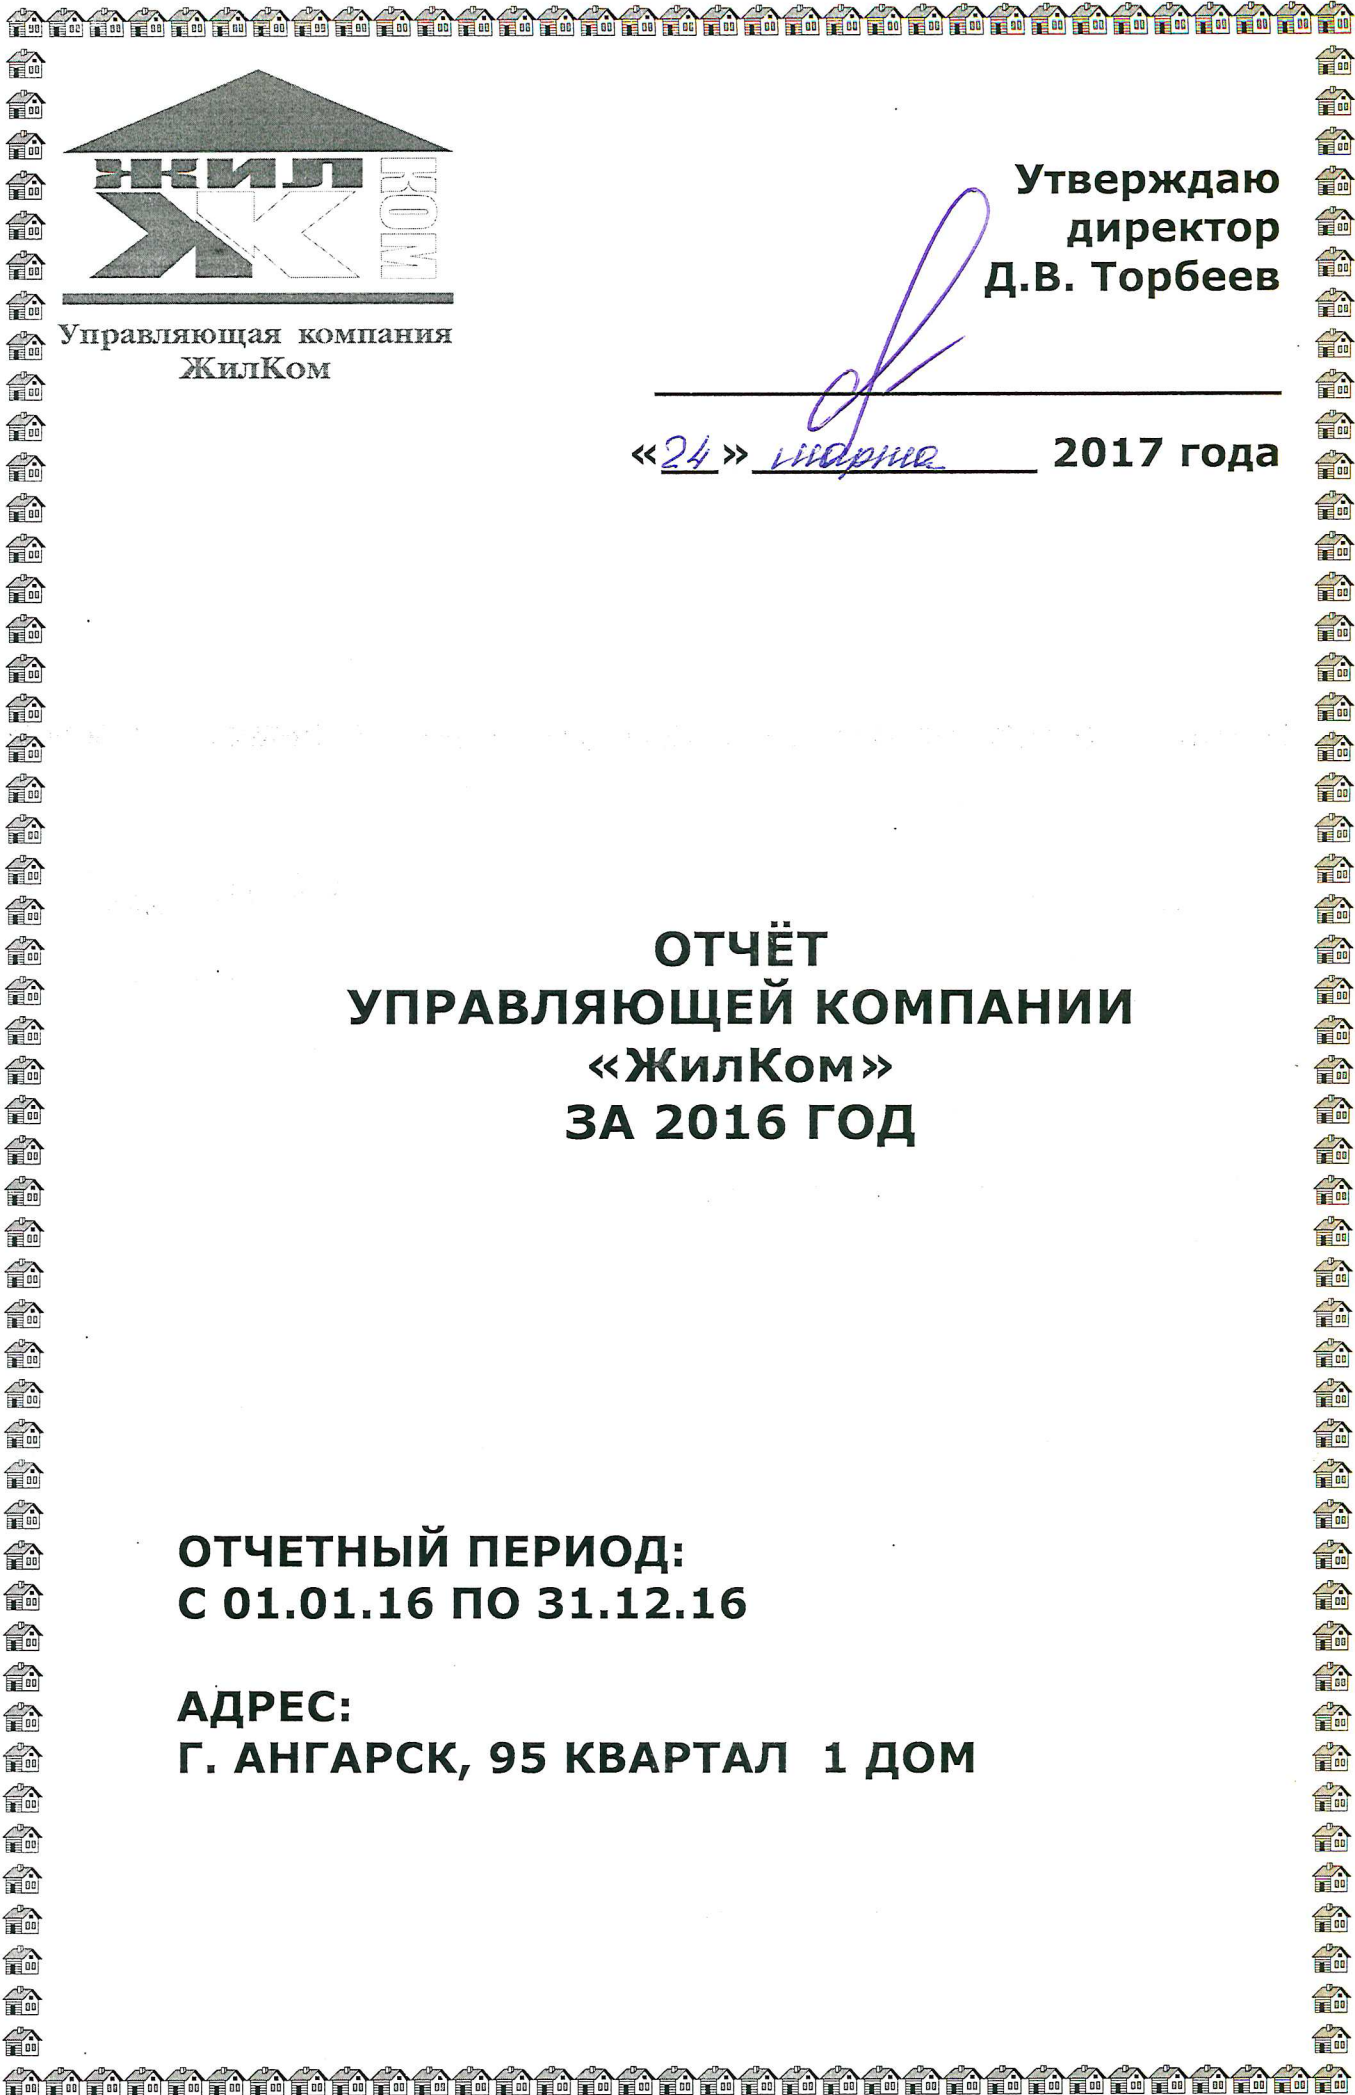 ЖИЛ
КОМ
ЖК
Управляющая компания
ЖилКом
Утверждаю
директор
Д.В. Торбеев
«24» марта 2017 года
ОТЧЁТ
УПРАВЛЯЮЩЕЙ КОМПАНИИ
«ЖилКом»
ЗА 2016 ГОД
ОТЧЕТНЫЙ ПЕРИОД:
С 01.01.16 ПО 31.12.16
АДРЕС:
Г. АНГАРСК, 95 КВАРТАЛ 1 ДОМ